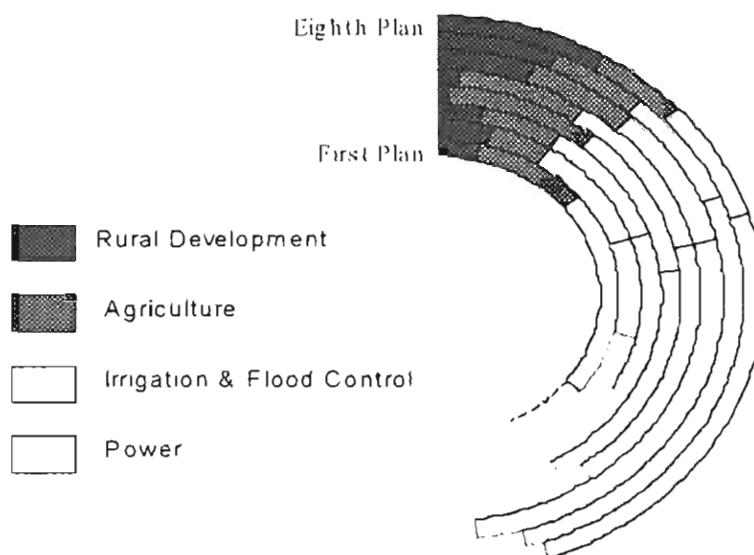 Eighth Plan
First Plan
Rural Development
Agriculture
Irrigation & Flood Control
Power